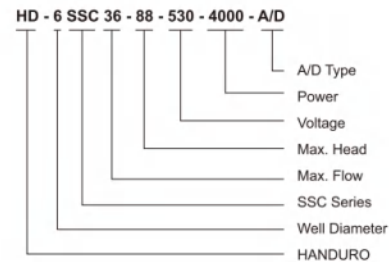 HD - 6 SSC 36 - 88 - 530 - 4000 - A/D
A/D Type
Power
Voltage
Max. Head
Max. Flow
SSC Series
Well Diameter
HANDURO